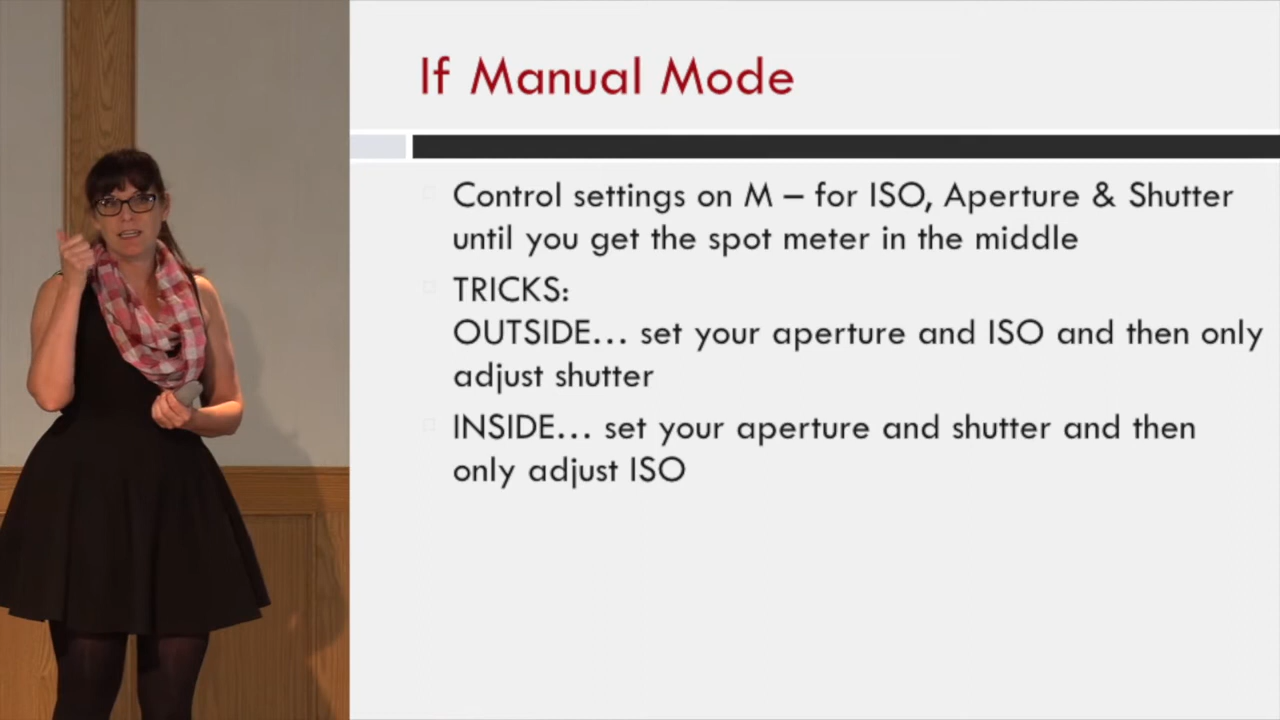 If Manual Mode
Control settings on M – for ISO, Aperture & Shutter
until you get the spot meter in the middle
TRICKS:
OUTSIDE… set your aperture and ISO and then only
adjust shutter
INSIDE… set your aperture and shutter and then
only adjust ISO